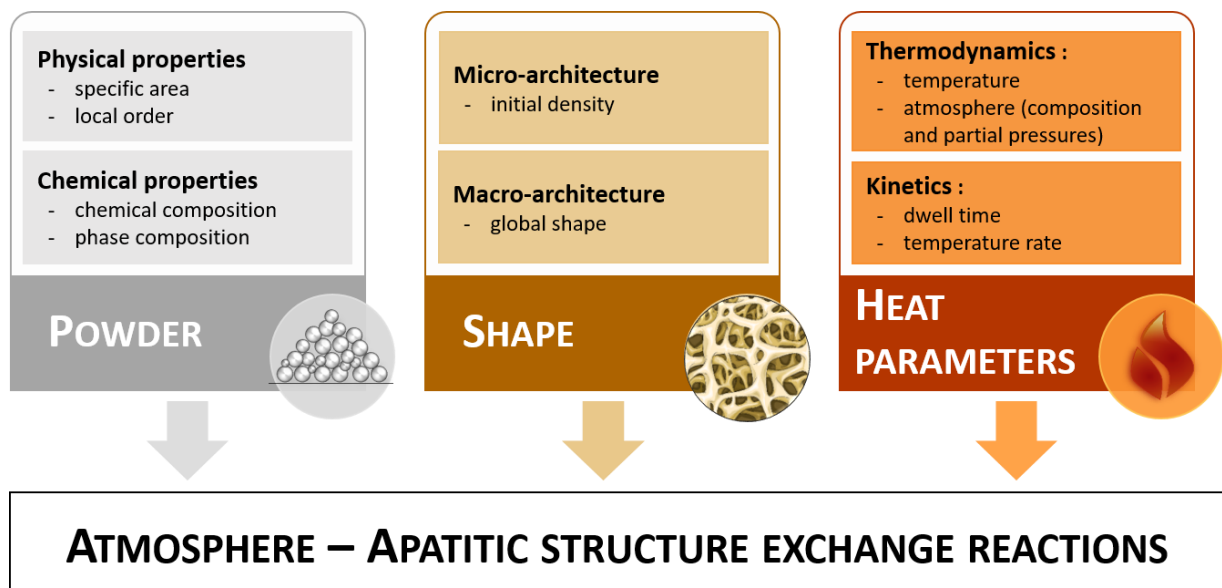 Physical properties
- specific area
- local order
Chemical properties
- chemical composition
- phase composition
POWDER
Micro-architecture
- initial density
Macro-architecture
- global shape
SHAPE
Thermodynamics :
- temperature
- atmosphere (composition
and partial pressures)
Kinetics :
- dwell time
- temperature rate
HEAT
PARAMETERS
ATMOSPHERE – APATITIC STRUCTURE EXCHANGE REACTIONS